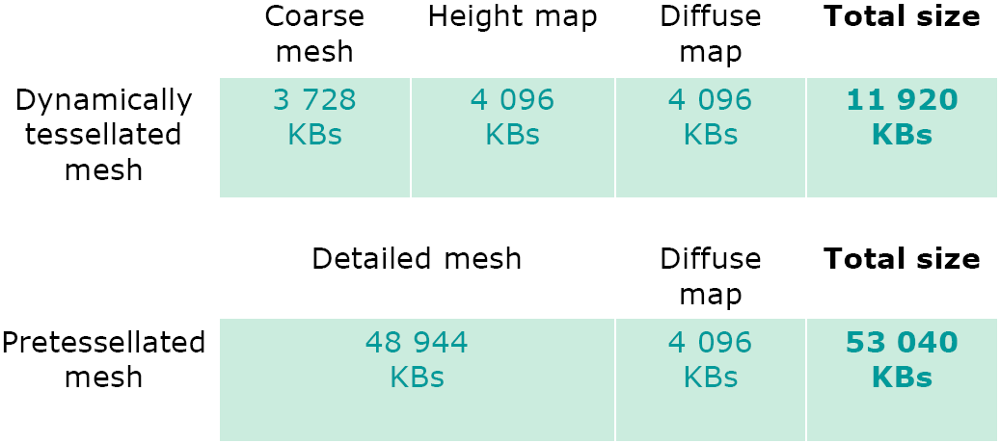 Coarse mesh
Height map
Diffuse map
Total size
Dynamically tessellated mesh
3 728 KBs
4 096 KBs
4 096 KBs
11 920 KBs
Detailed mesh
Diffuse map
Total size
Pretessellated mesh
48 944 KBs
4 096 KBs
53 040 KBs